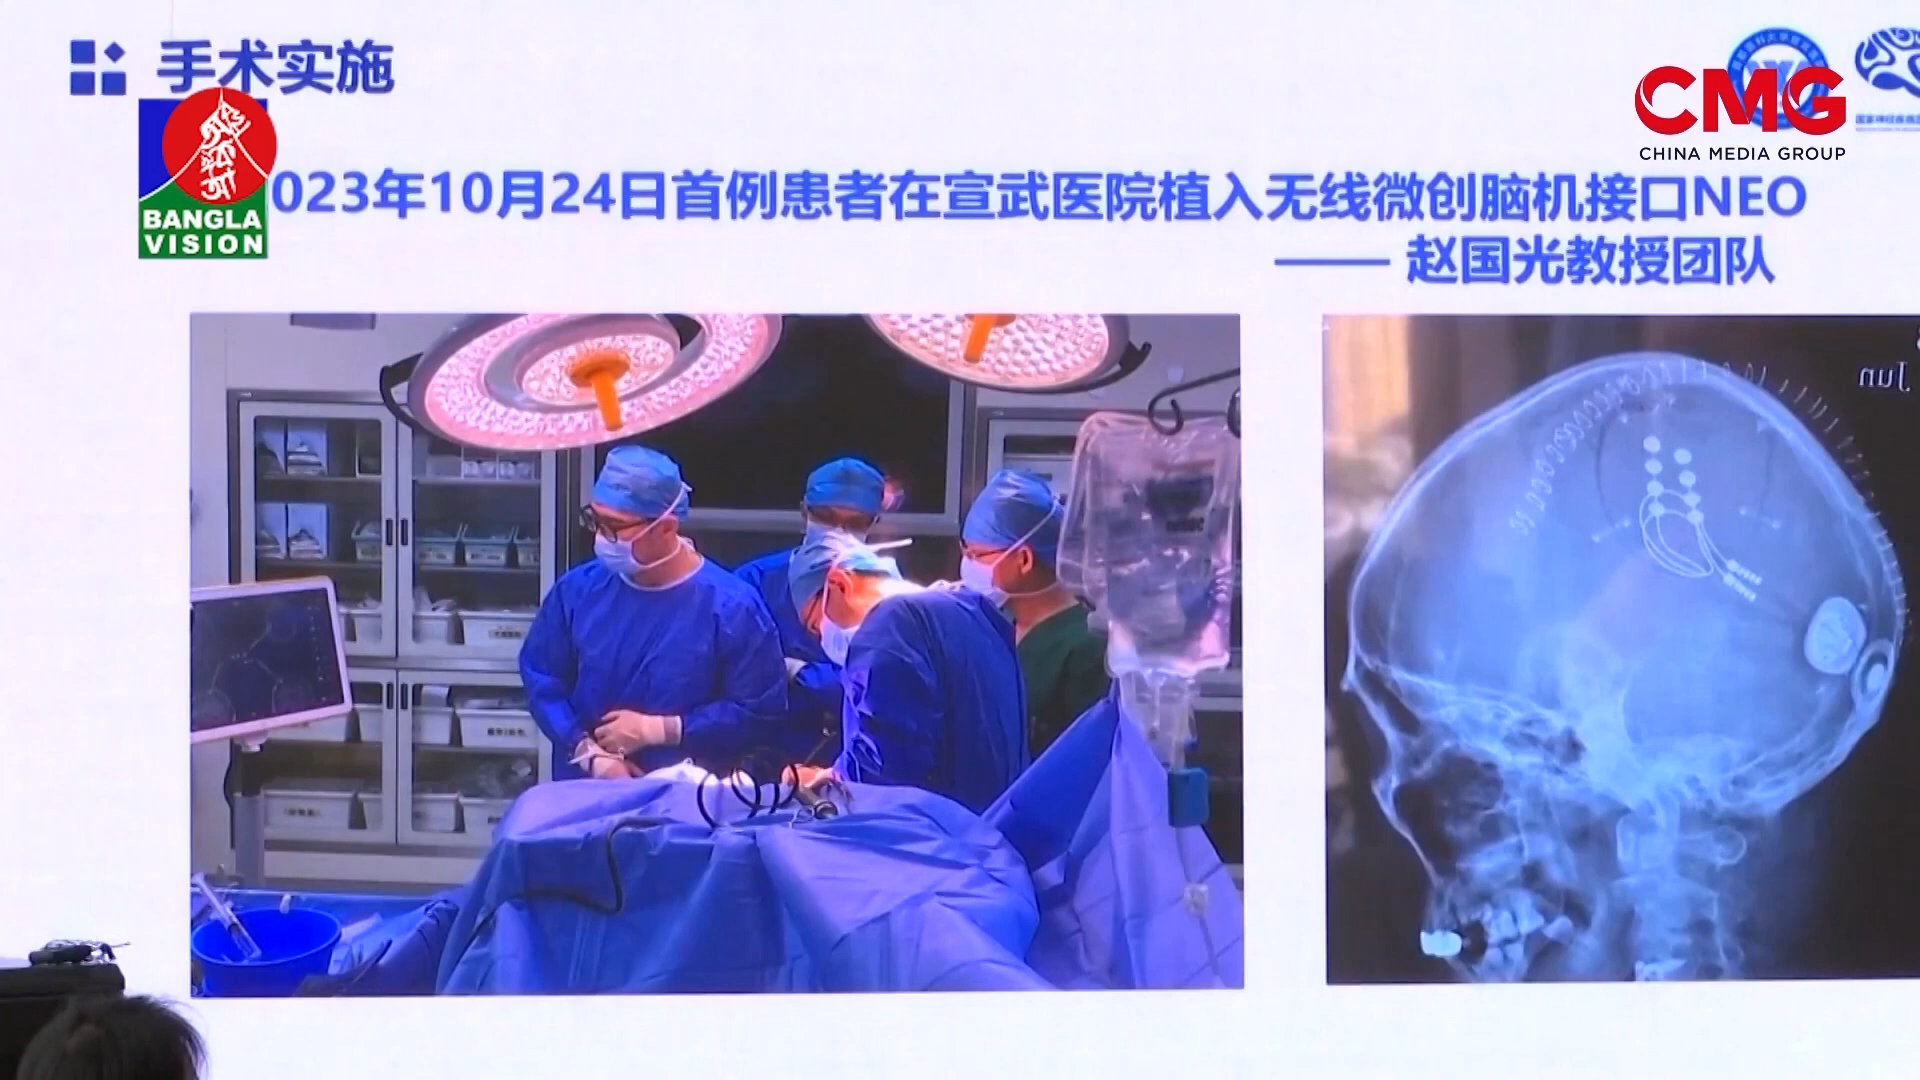 手术实施
CMG
CHINA MEDIA GROUP
BANGLA
VISION
023年10月24日首例患者在宣武医院植入无线微创脑机接口NEO
—— 赵国光教授团队
Jun